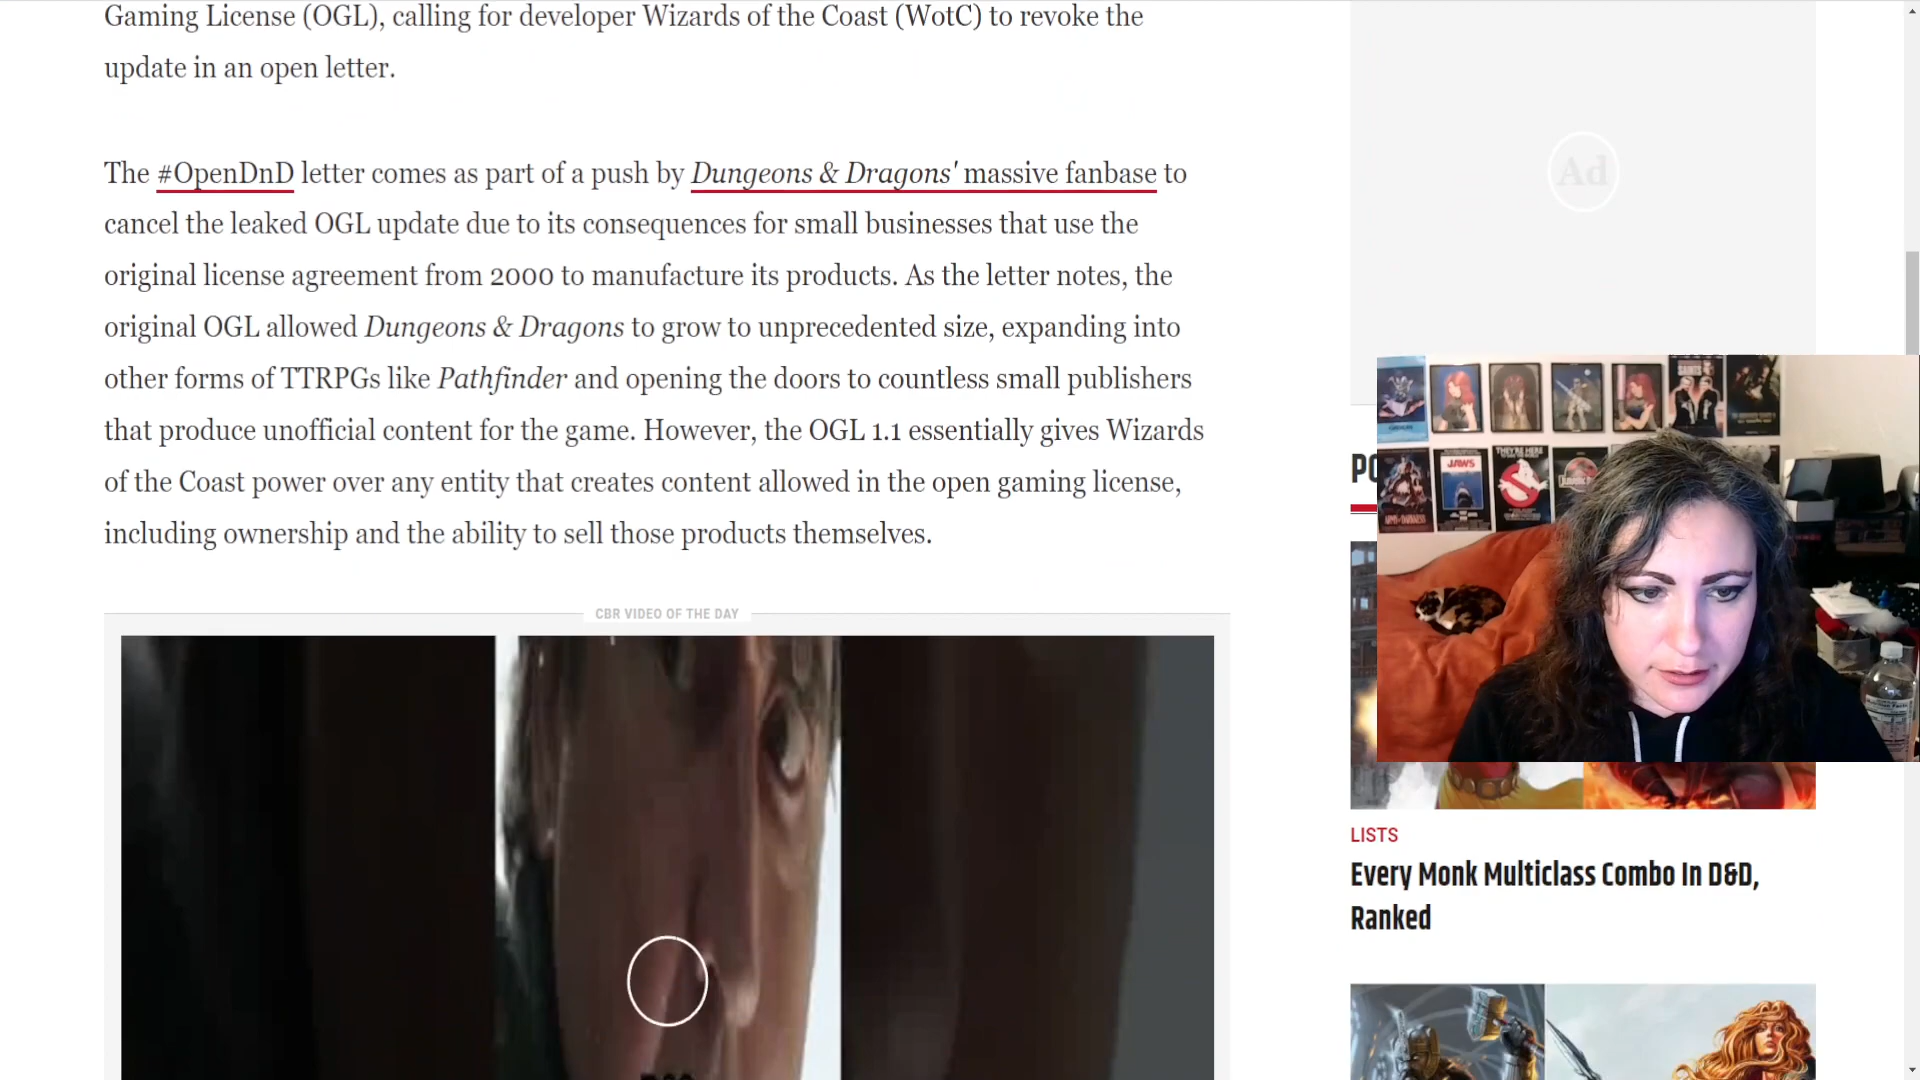 Gaming License (OGL), calling for developer Wizards of the Coast (WotC) to revoke the
update in an open letter.
The #OpenDnD letter comes as part of a push by Dungeons & Dragons' massive fanbase to
cancel the leaked OGL update due to its consequences for small businesses that use the
original license agreement from 2000 to manufacture its products. As the letter notes, the
original OGL allowed Dungeons & Dragons to grow to unprecedented size, expanding into
other forms of TTRPGs like Pathfinder and opening the doors to countless small publishers
that produce unofficial content for the game. However, the OGL 1.1 essentially gives Wizards
of the Coast power over any entity that creates content allowed in the open gaming license,
including ownership and the ability to sell those products themselves.
CBR VIDEO OF THE DAY
Ad
SAINTS
THEY'RE HERE
JAWS
LISTS
Every Monk Multiclass Combo In D&D,
Ranked